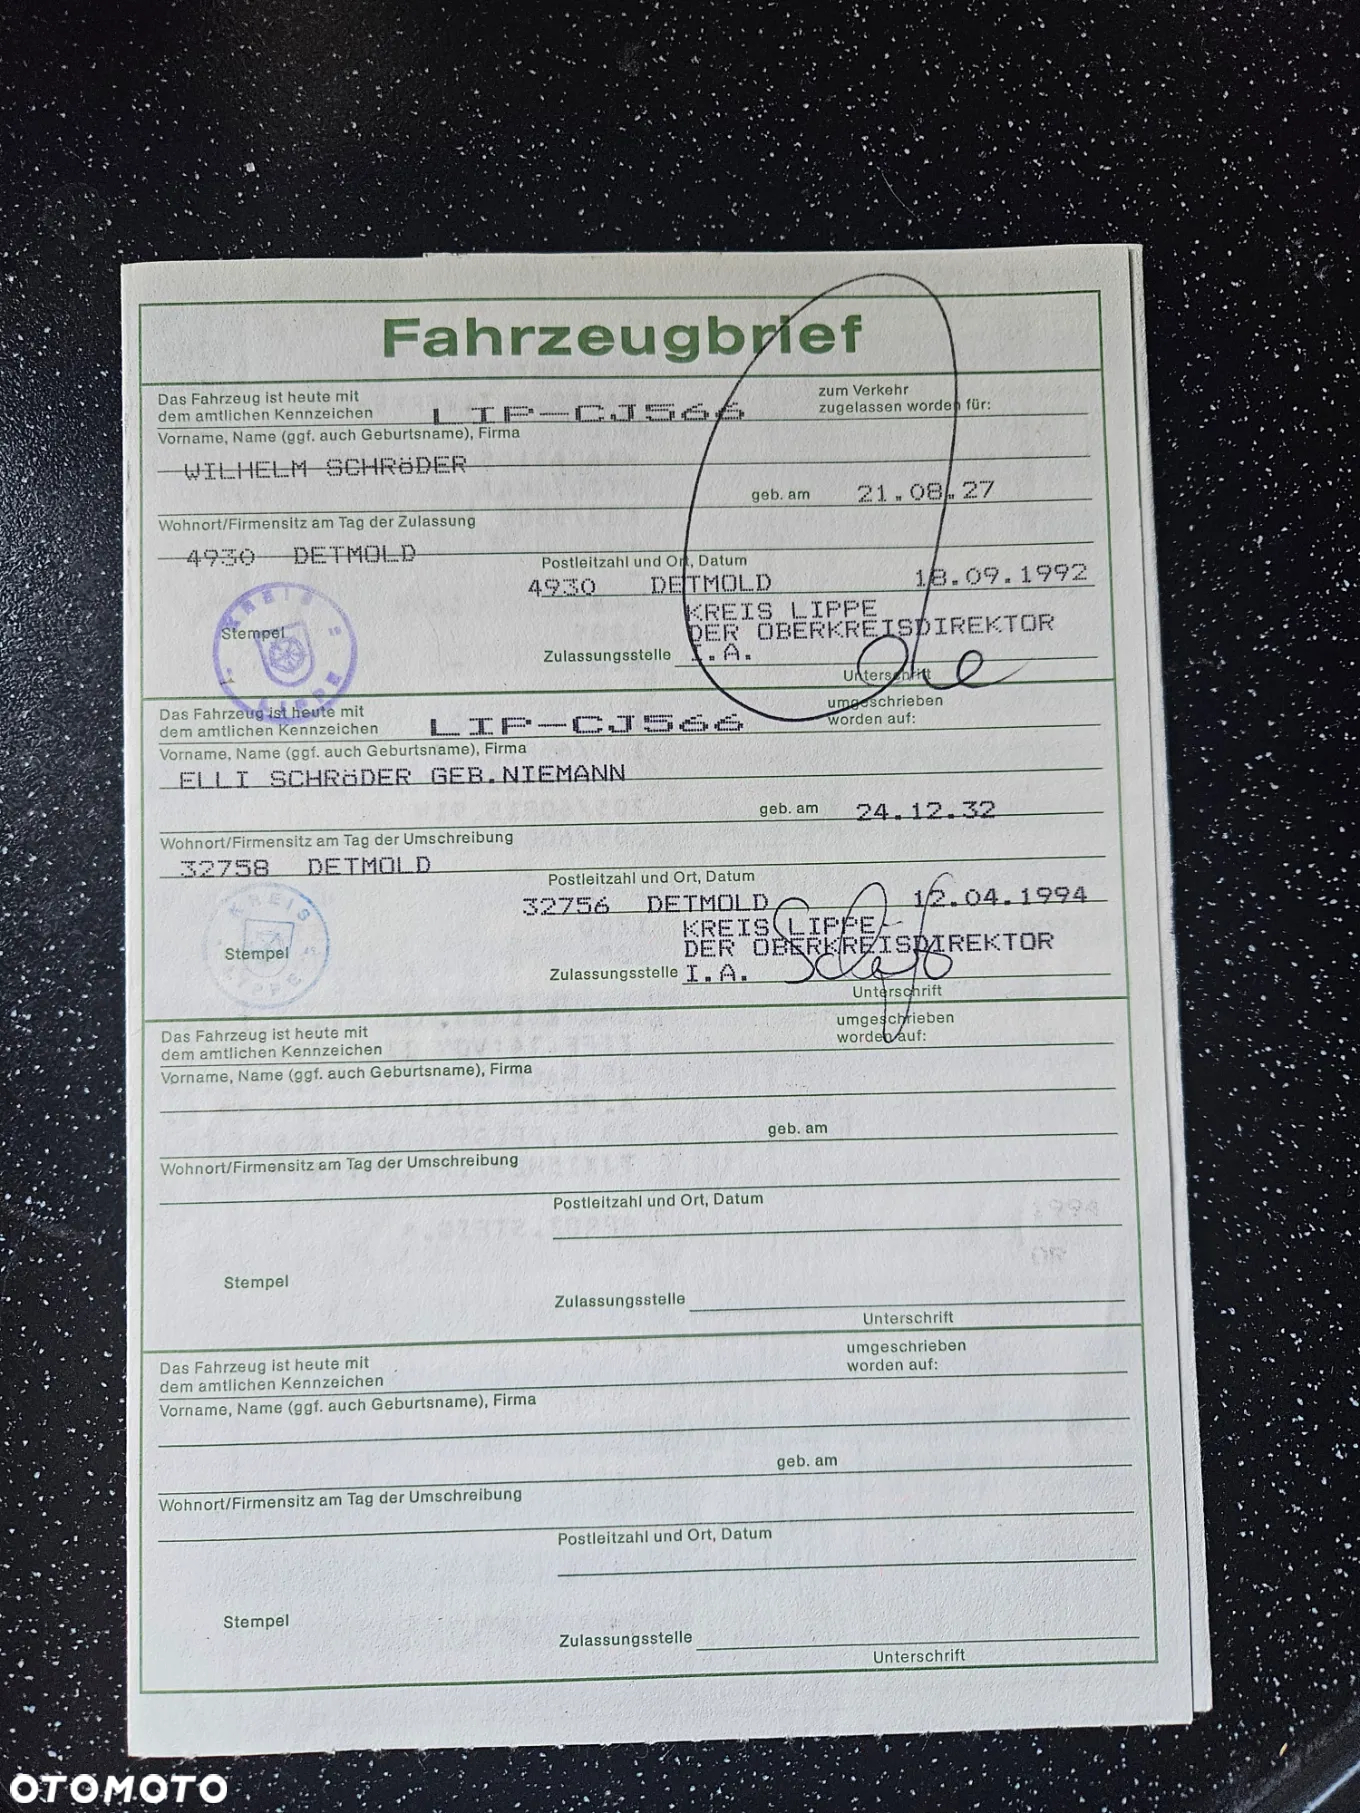 Fahrzeugbrief
Das Fahrzeug ist heute mit
dem amtlichen Kennzeichen LIP-CJ566 zum Verkehr
zugelassen worden für:
Vorname, Name (ggf. auch Geburtsname), Firma
WILHELM SCHRöDER
geb. am 21.08.27
Wohnort/Firmensitz am Tag der Zulassung
4930 DETMOLD
Postleitzahl und Ort, Datum
4930 DETMOLD 18.09.1992
KREIS LIPPE
DER OBERKREISDIREKTOR
Stempel
KREIS
LIPPE
Zulassungsstelle I.A.
Unterschrift
Das Fahrzeug ist heute mit
dem amtlichen Kennzeichen LIP-CJ566 umgeschrieben
worden auf:
Vorname, Name (ggf. auch Geburtsname), Firma
ELLI SCHRöDER GEB.NIEMANN
geb. am 24.12.32
Wohnort/Firmensitz am Tag der Umschreibung
32758 DETMOLD
Postleitzahl und Ort, Datum
32756 DETMOLD 12.04.1994
KREIS LIPPE
DER OBERKREISDIREKTOR
Stempel
KREIS
LIPPE
Zulassungsstelle I.A.
Unterschrift
Das Fahrzeug ist heute mit
dem amtlichen Kennzeichen
umgeschrieben
worden auf:
Vorname, Name (ggf. auch Geburtsname), Firma
geb. am
Wohnort/Firmensitz am Tag der Umschreibung
Postleitzahl und Ort, Datum
Stempel
Zulassungsstelle
Unterschrift
Das Fahrzeug ist heute mit
dem amtlichen Kennzeichen
umgeschrieben
worden auf:
Vorname, Name (ggf. auch Geburtsname), Firma
geb. am
Wohnort/Firmensitz am Tag der Umschreibung
Postleitzahl und Ort, Datum
Stempel
Zulassungsstelle
Unterschrift
OTOMOTO